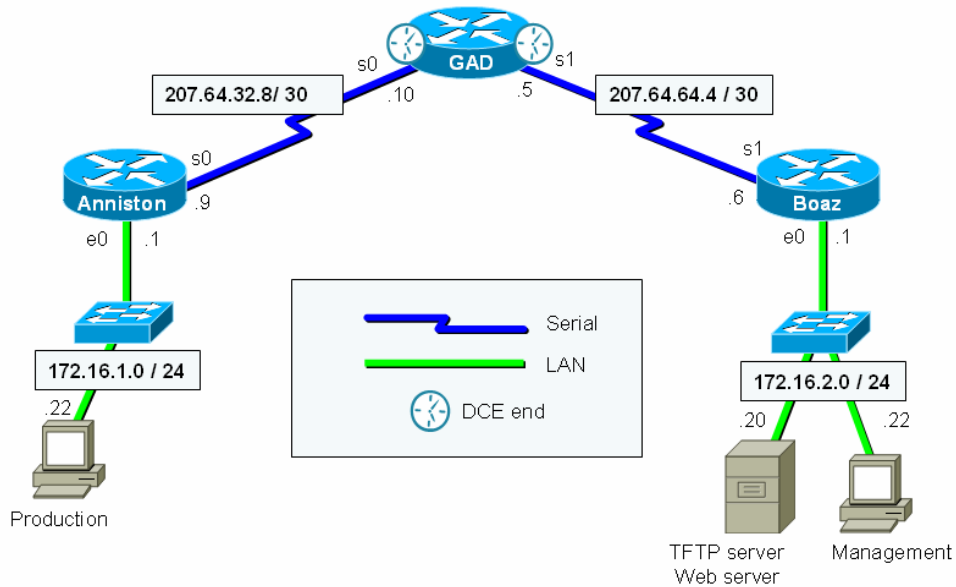 GAD
s0
s1
.10
.5
207.64.32.8/ 30
207.64.64.4 / 30
s0
s1
Anniston
.9
.6
Boaz
e0
.1
e0
.1
Serial
LAN
DCE end
172.16.1.0 / 24
172.16.2.0 / 24
.22
.20
.22
Production
TFTP server
Web server
Management